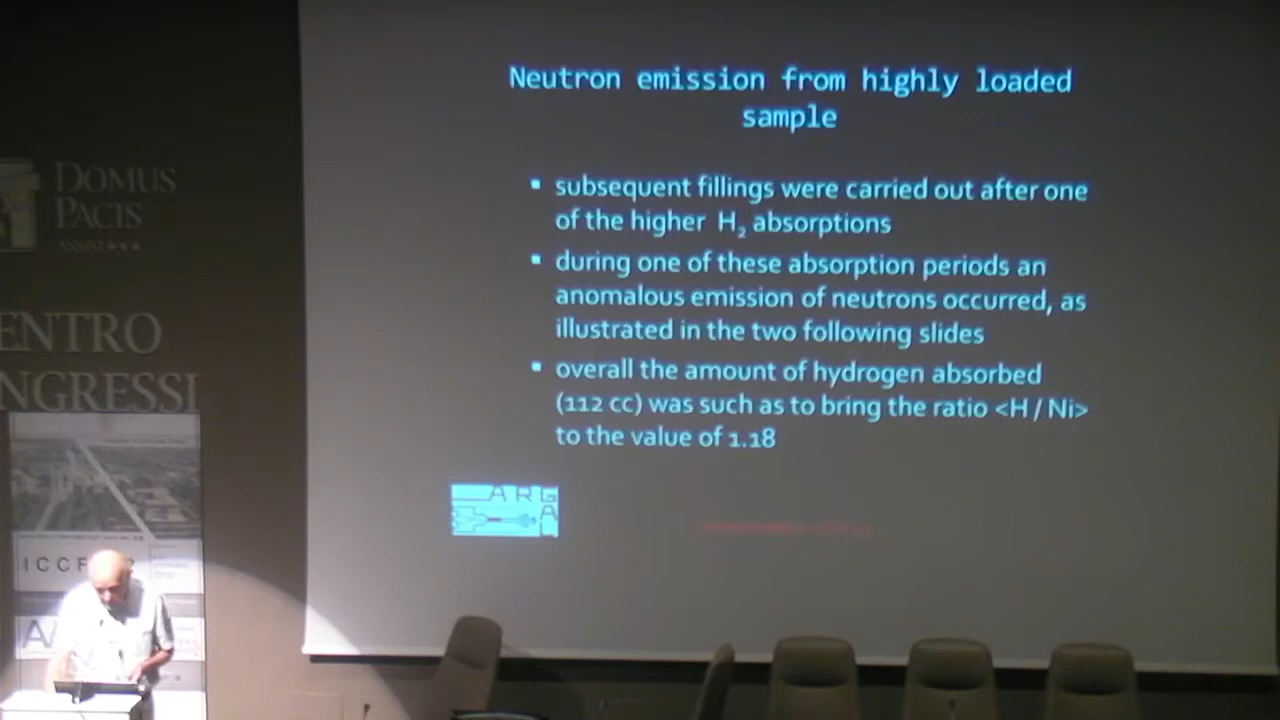 Neutron emission from highly loaded
sample
▪ subsequent fillings were carried out after one
of the higher H₂ absorptions
▪ during one of these absorption periods an
anomalous emission of neutrons occurred, as
illustrated in the two following slides
▪ overall the amount of hydrogen absorbed
(112 cc) was such as to bring the ratio <H / Ni>
to the value of 1.18
A R G
A
L
DOMUS
PACIS
ASSISI ★★★
ENTRO
NGRESSI
ICCF